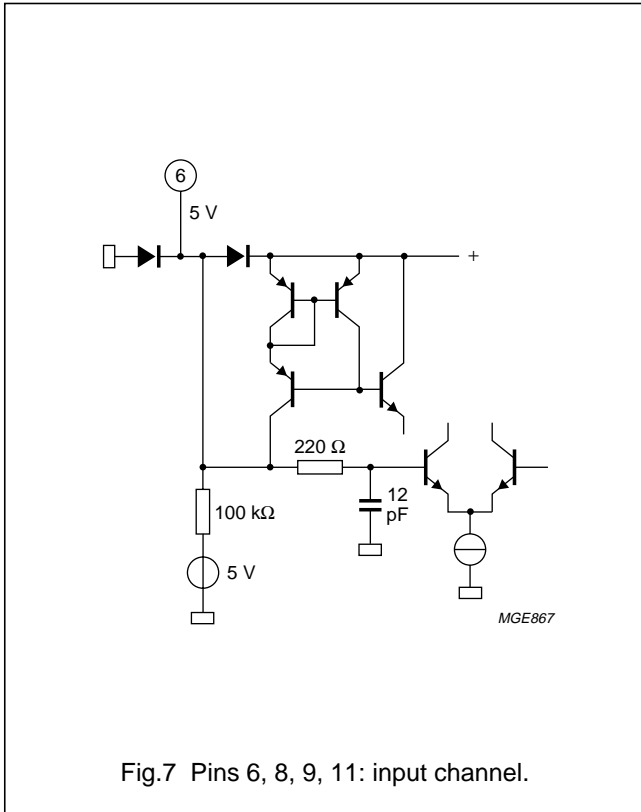 6
5 V
+
220 Ω
12
pF
100 kΩ
5 V
MGE867
Fig.7 Pins 6, 8, 9, 11: input channel.